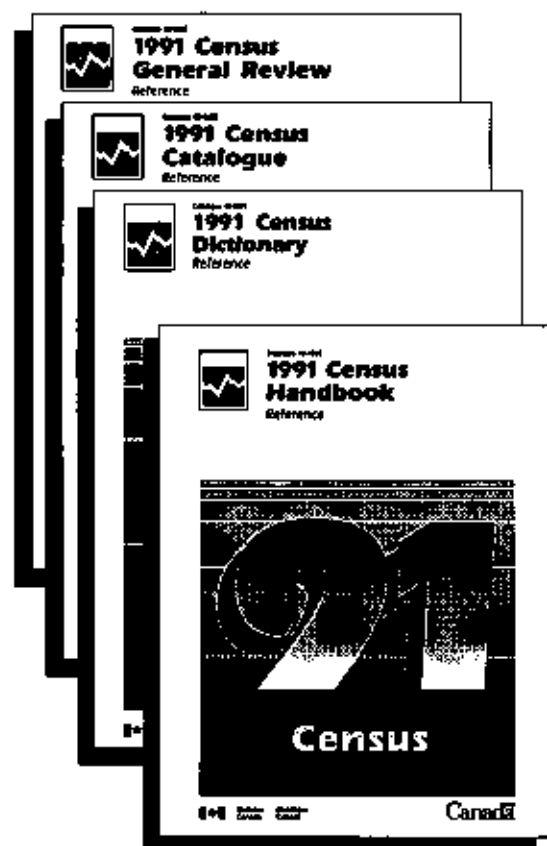 1991 Census
General Review
Reference
1991 Census
Catalogue
Reference
1991 Census
Dictionary
Reference
1991 Census
Handbook
Reference
91
Census
Canada